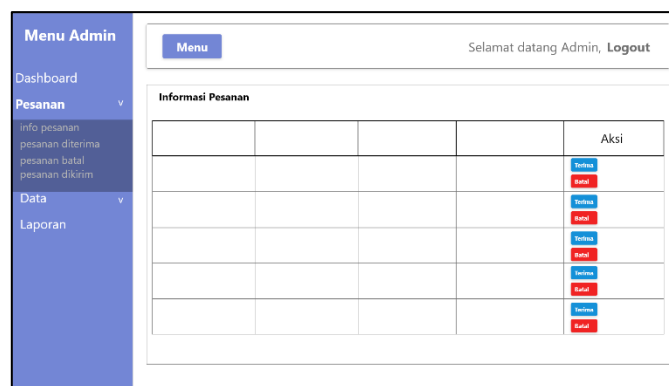 Menu Admin
Dashboard
Pesanan v
info pesanan
pesanan diterima
pesanan batal
pesanan dikirim
Data v
Laporan
Menu
Selamat datang Admin, Logout
Informasi Pesanan
Aksi
Terima
Batal
Terima
Batal
Terima
Batal
Terima
Batal
Terima
Batal